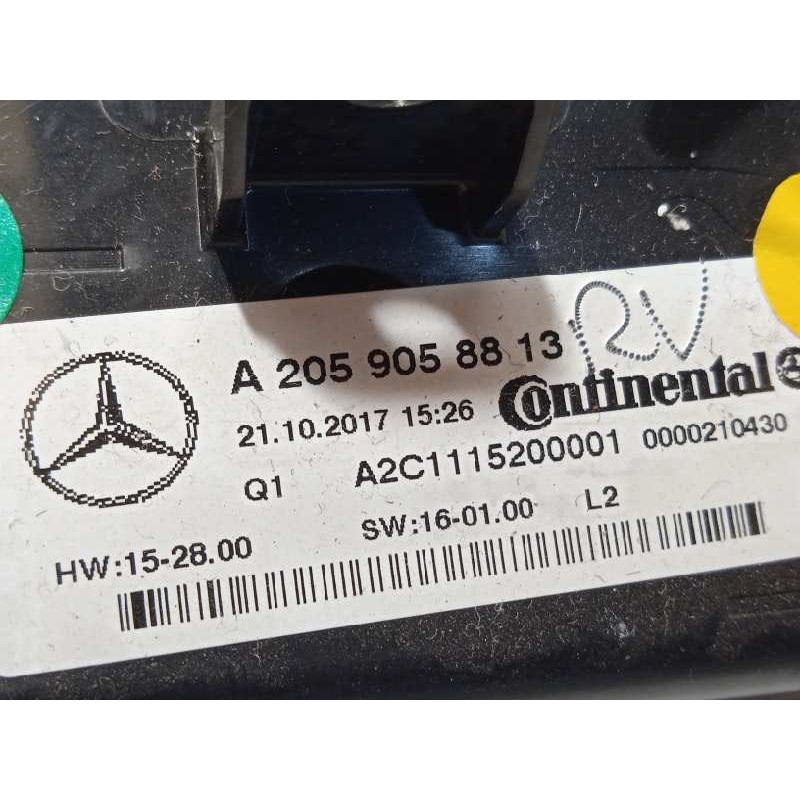 RV
A 205 905 88 13
21.10.2017 15:26 Continental
Q1 A2C1115200001 0000210430
HW:15-28.00 SW:16-01.00 L2